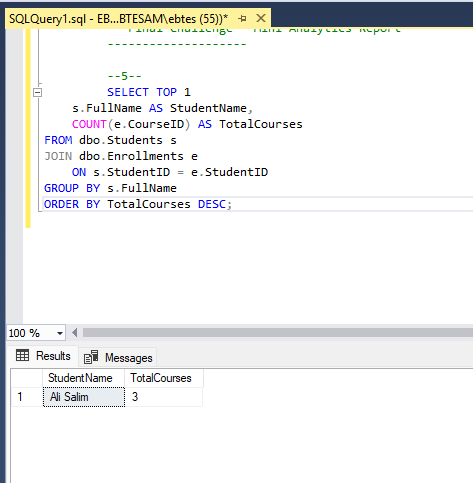 SQLQuery1.sql - EB...BTESAM\ebtes (55))*
Final Challenge - Mini Analytics Report
--------------------
--5--
SELECT TOP 1
s.FullName AS StudentName,
COUNT(e.CourseID) AS TotalCourses
FROM dbo.Students s
JOIN dbo.Enrollments e
ON s.StudentID = e.StudentID
GROUP BY s.FullName
ORDER BY TotalCourses DESC;
100 %
Results Messages
StudentName TotalCourses
1 Ali Salim 3